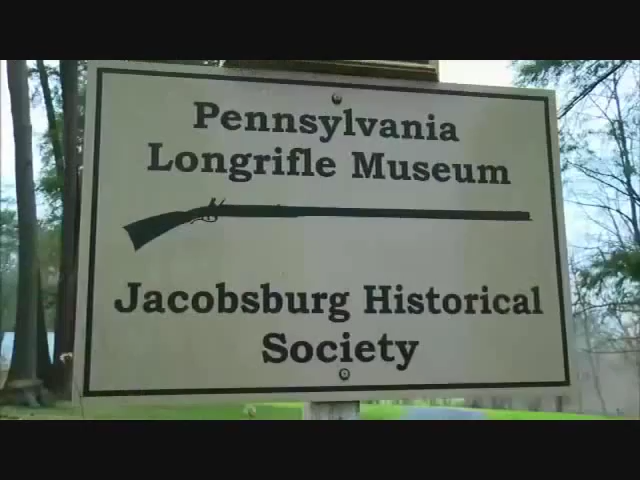 Pennsylvania
Longrifle Museum
Jacobsburg Historical
Society